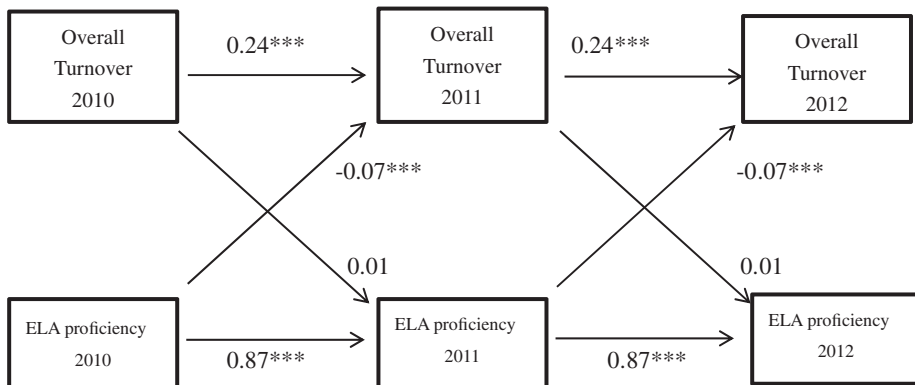 Overall
Turnover
2010
0.24***
Overall
Turnover
2011
0.24***
Overall
Turnover
2012
-0.07***
-0.07***
0.01
0.01
ELA proficiency
2010
0.87***
ELA proficiency
2011
0.87***
ELA proficiency
2012